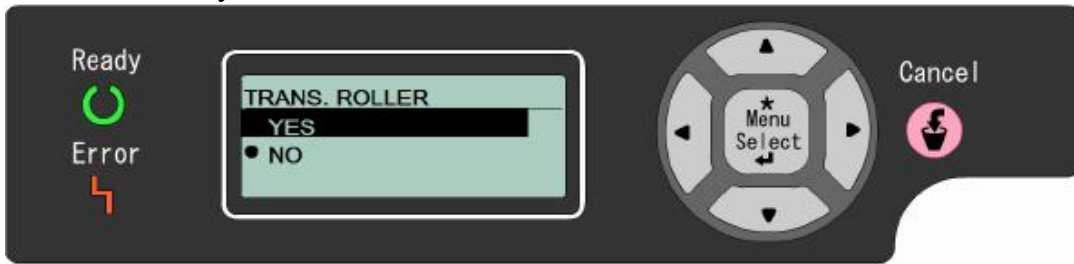 Ready
Error
TRANS. ROLLER
YES
NO
Menu
Select
Cancel